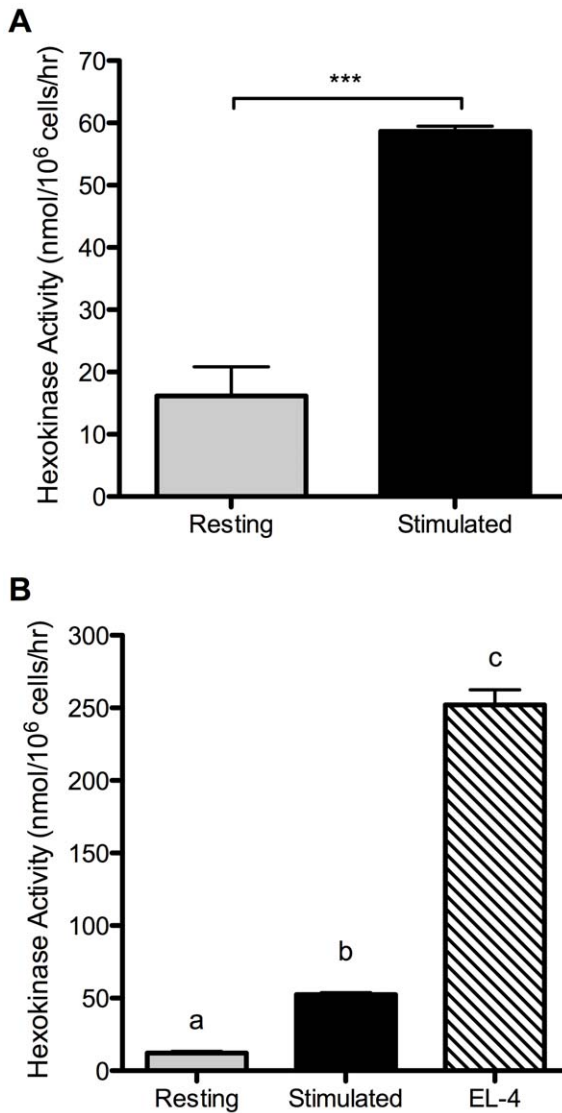 A
Hexokinase Activity (nmol/10⁶ cells/hr)
70
60
50
40
30
20
10
0
***
Resting Stimulated
B
Hexokinase Activity (nmol/10⁶ cells/hr)
300
250
200
150
100
50
0
a
b
c
Resting Stimulated EL-4